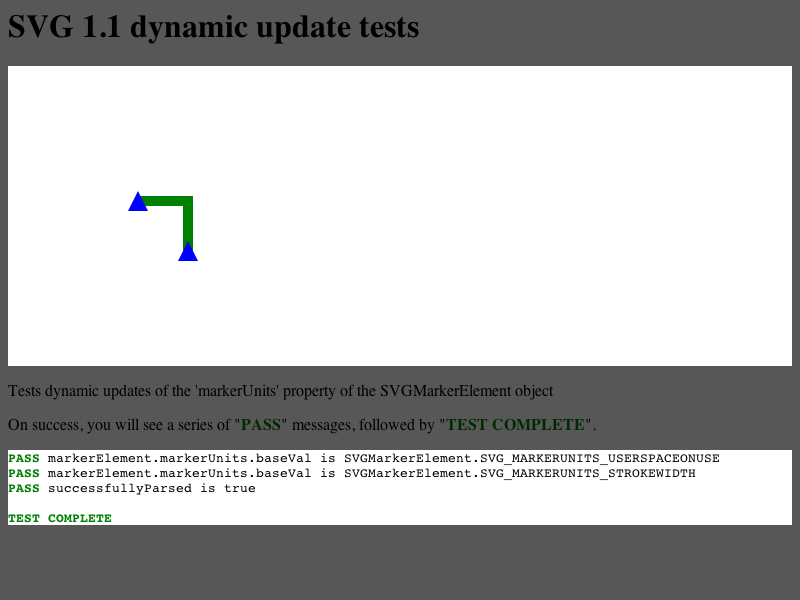 SVG 1.1 dynamic update tests
Tests dynamic updates of the 'markerUnits' property of the SVGMarkerElement object
On success, you will see a series of "PASS" messages, followed by "TEST COMPLETE".
PASS markerElement.markerUnits.baseVal is SVGMarkerElement.SVG_MARKERUNITS_USERSPACEONUSE
PASS markerElement.markerUnits.baseVal is SVGMarkerElement.SVG_MARKERUNITS_STROKEWIDTH
PASS successfullyParsed is true
TEST COMPLETE